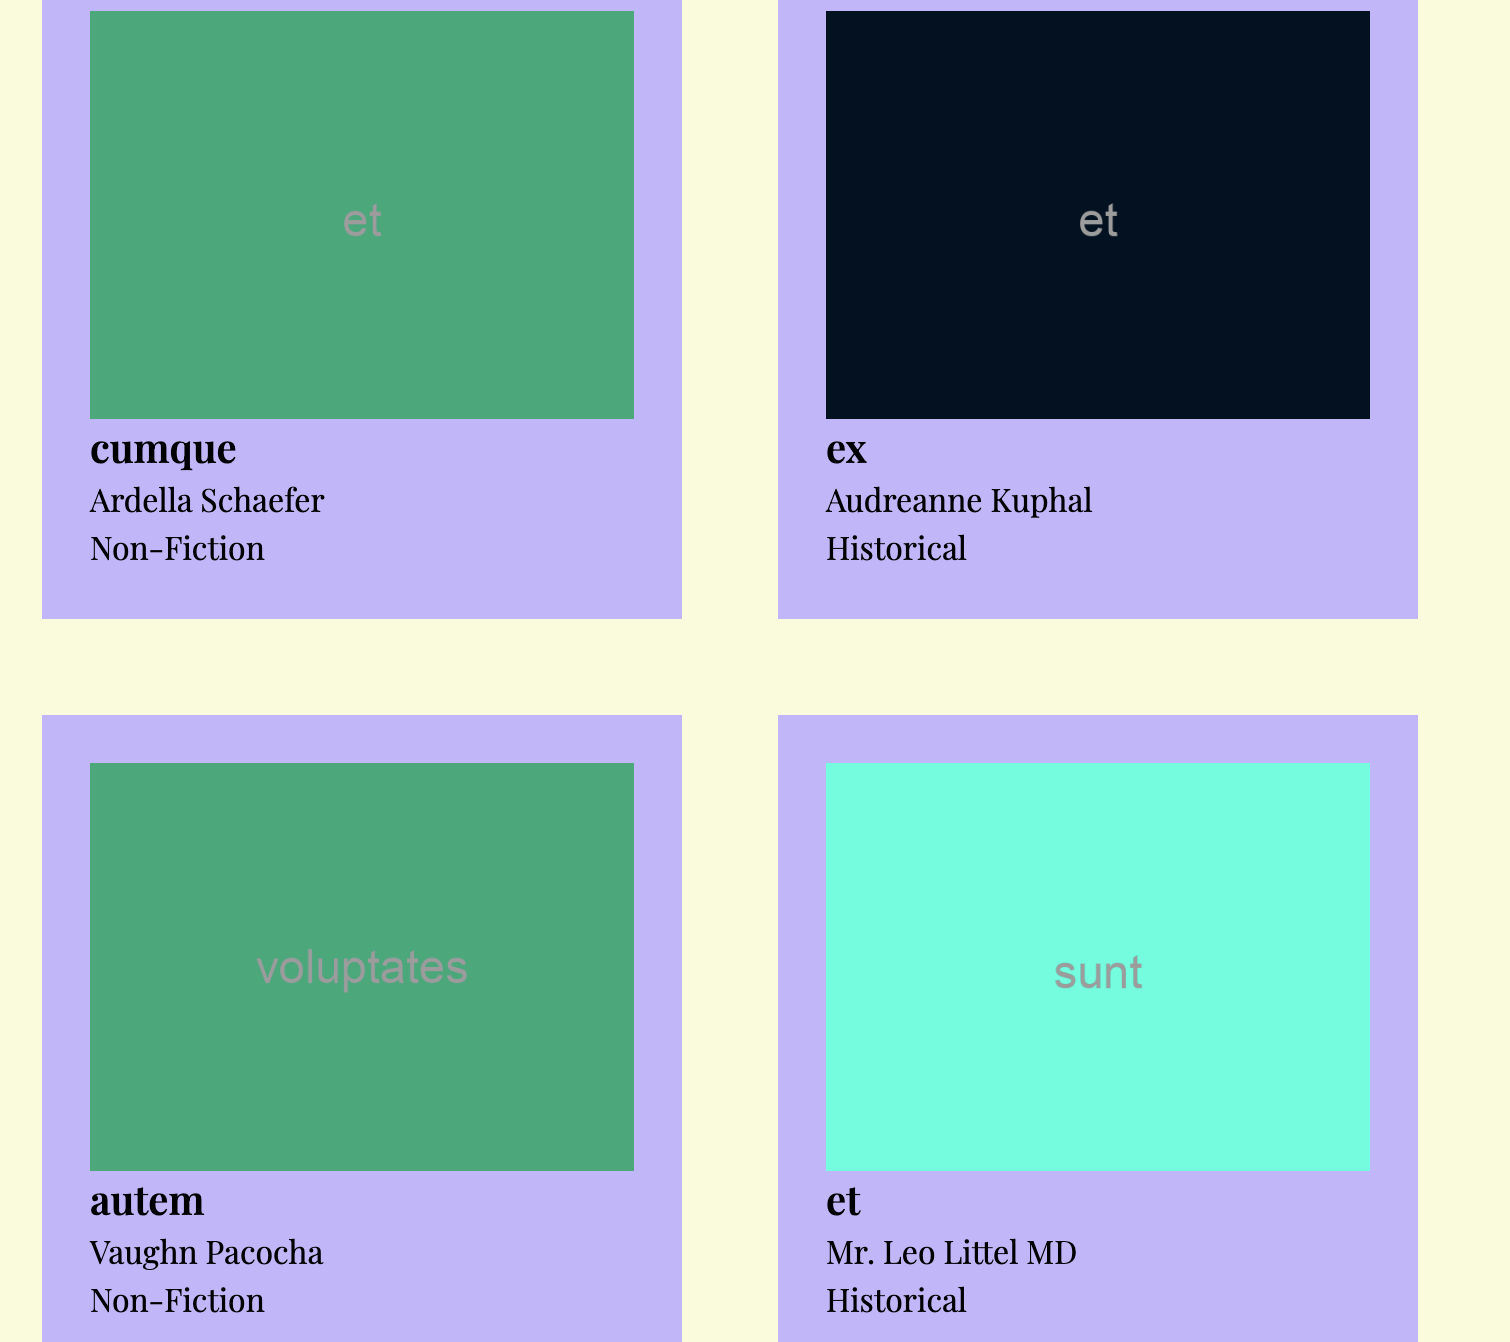 et
cumque
Ardella Schaefer
Non-Fiction
et
ex
Audreanne Kuphal
Historical
voluptates
autem
Vaughn Pacocha
Non-Fiction
sunt
et
Mr. Leo Littel MD
Historical